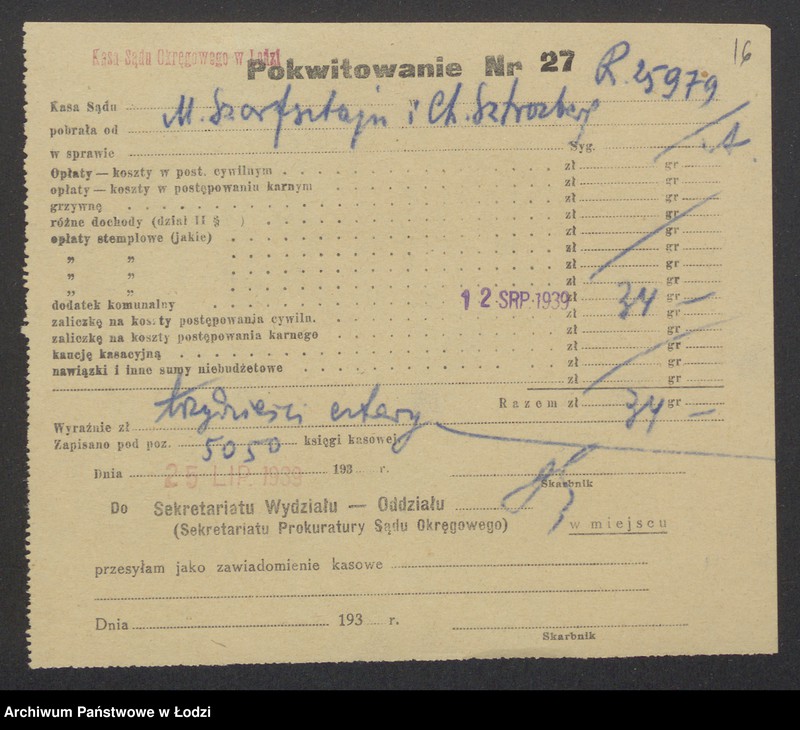 16
Kasa Sądu Okręgowego w Łodzi
Pokwitowanie Nr 27 R. 25979
Kasa Sądu
pobrała od M. Szarfsztajn i Ch. Sztrozberg
w sprawie Syg.
Opłaty — koszty w post. cywilnym zł gr
opłaty — koszty w postępowaniu karnym zł gr
grzywnę zł gr
różne dochody (dział II § ) zł gr
opłaty stemplowe (jakie) zł gr
„ „ zł gr
„ „ zł gr
„ „ zł gr
dodatek komunalny 12 SRP. 1939 zł 34 gr —
zaliczkę na koszty postępowania cywiln. zł gr
zaliczkę na koszty postępowania karnego zł gr
kaucję kasacyjną zł gr
nawiązki i inne sumy niebudżetowe zł gr
Razem zł 34 gr —
Wyraźnie zł trzydzieści cztery
Zapisano pod poz. 5050 księgi kasowej
Dnia 25 LIP. 1939 193 r.
Skarbnik
Do Sekretariatu Wydziału — Oddziału
(Sekretariatu Prokuratury Sądu Okręgowego) w miejscu
przesyłam jako zawiadomienie kasowe
Dnia 193 r.
Skarbnik
Archiwum Państwowe w Łodzi